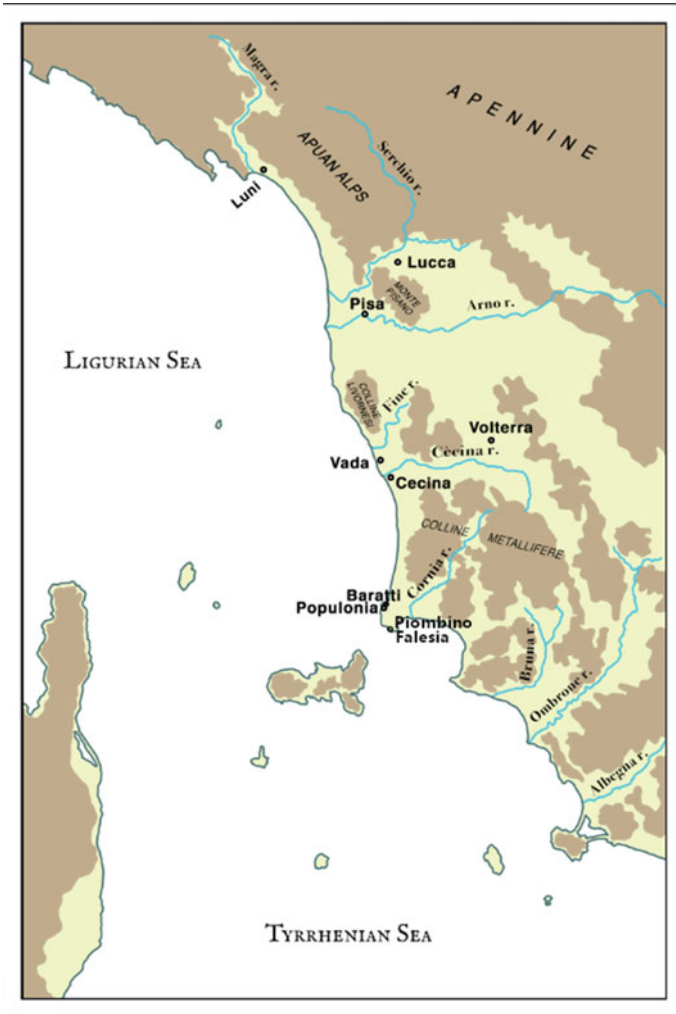 Magra r.
APENNINE
APUAN ALPS
Serchio r.
Luni
Lucca
MONTE
PISANO
Pisa
Arno r.
LIGURIAN SEA
COLLINE
LIVORNESI
Fine r.
Volterra
Cècina r.
Vada
Cecina
COLLINE
METALLIFERE
Cornia r.
Baratti
Populonia
Piombino
Falesia
Bruna r.
Ombrone r.
Albegna r.
TYRRHENIAN SEA